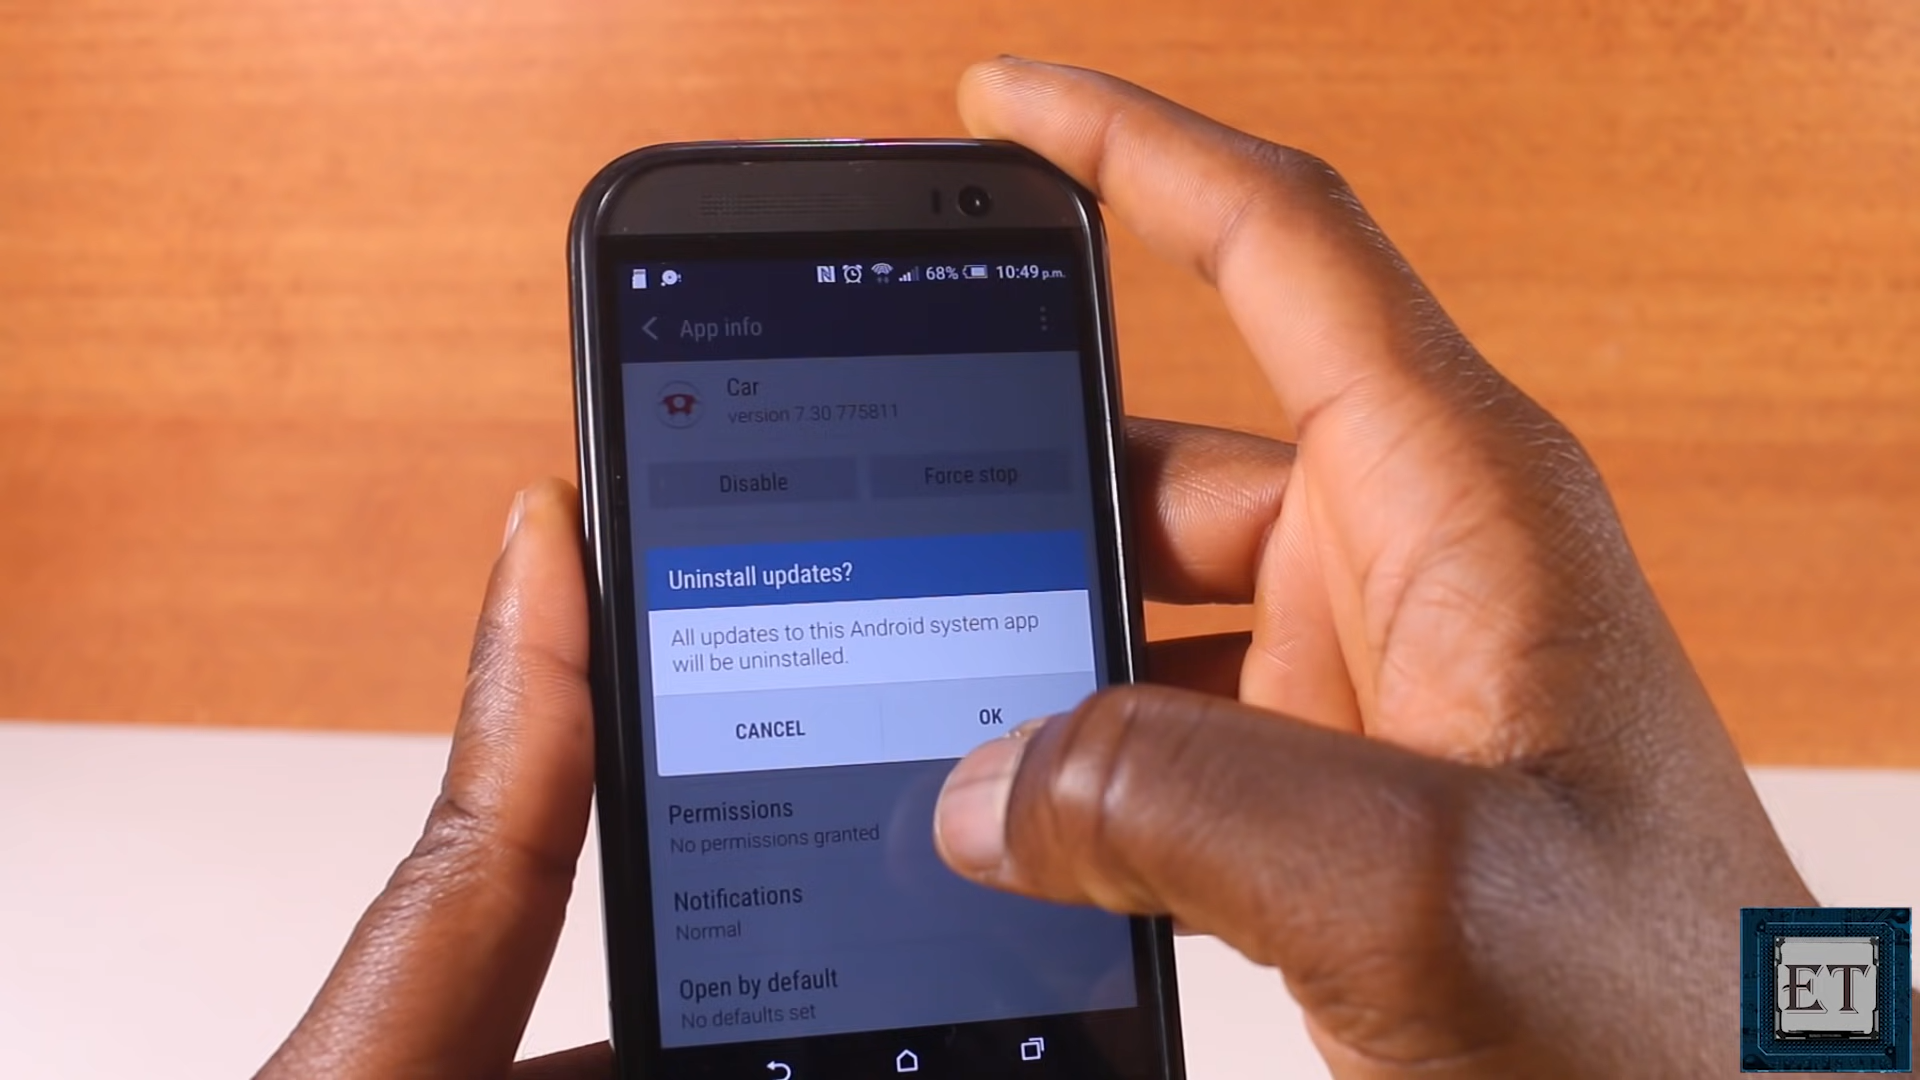 68% 10:49 p.m.
App info
Car
version 7.30 775811
Disable
Force stop
Uninstall updates?
All updates to this Android system app
will be uninstalled.
CANCEL
OK
Permissions
No permissions granted
Notifications
Normal
Open by default
No defaults set
ET